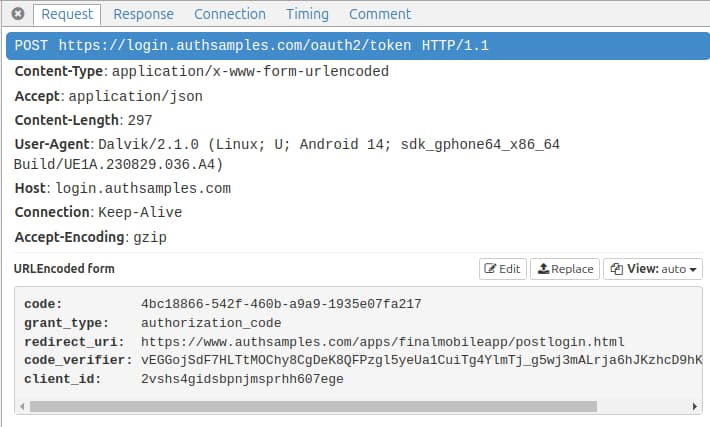 Request Response Connection Timing Comment
POST https://login.authsamples.com/oauth2/token HTTP/1.1
Content-Type: application/x-www-form-urlencoded
Accept: application/json
Content-Length: 297
User-Agent: Dalvik/2.1.0 (Linux; U; Android 14; sdk_gphone64_x86_64
Build/UE1A.230829.036.A4)
Host: login.authsamples.com
Connection: Keep-Alive
Accept-Encoding: gzip
URLEncoded form Edit Replace View: auto
code: 4bc18866-542f-460b-a9a9-1935e07fa217
grant_type: authorization_code
redirect_uri: https://www.authsamples.com/apps/finalmobileapp/postlogin.html
code_verifier: vEGGojSdF7HLTtMOChy8CgDeK8QFPzgl5yeUa1CuiTg4YlmTj_g5wj3mALrja6hJKzhcD9hK
client_id: 2vshs4gidsbpnjmsprhh607ege